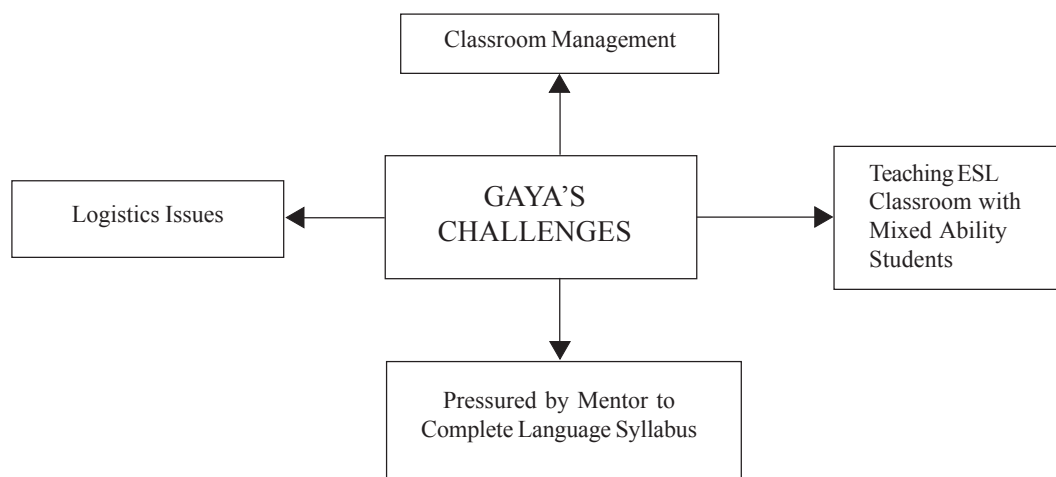 Classroom Management
Logistics Issues
GAYA'S
CHALLENGES
Teaching ESL
Classroom with
Mixed Ability
Students
Pressured by Mentor to
Complete Language Syllabus